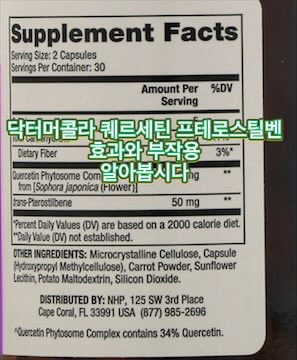 Supplement Facts
Serving Size: 2 Capsules
Servings Per Container: 30
Amount Per Serving %DV
닥터머콜라 퀘르세틴 프테로스틸벤
Dietary Fiber 3%*
효과와 부작용
알아봅시다
Quercetin Phytosome **
from [Sophora japonica (Flower)]
trans-Pterostilbene 50 mg **
*Percent Daily Values (DV) are based on a 2000 calorie diet.
**Daily Value (DV) not established.
OTHER INGREDIENTS: Microcrystalline Cellulose, Capsule
(Hydroxypropyl Methylcellulose), Carrot Powder, Sunflower
Lecithin, Potato Maltodextrin, Silicon Dioxide.
DISTRIBUTED BY: NHP, 125 SW 3rd Place
Cape Coral, FL 33991 USA (877) 985-2696
^Quercetin Phytosome Complex contains 34% Quercetin.